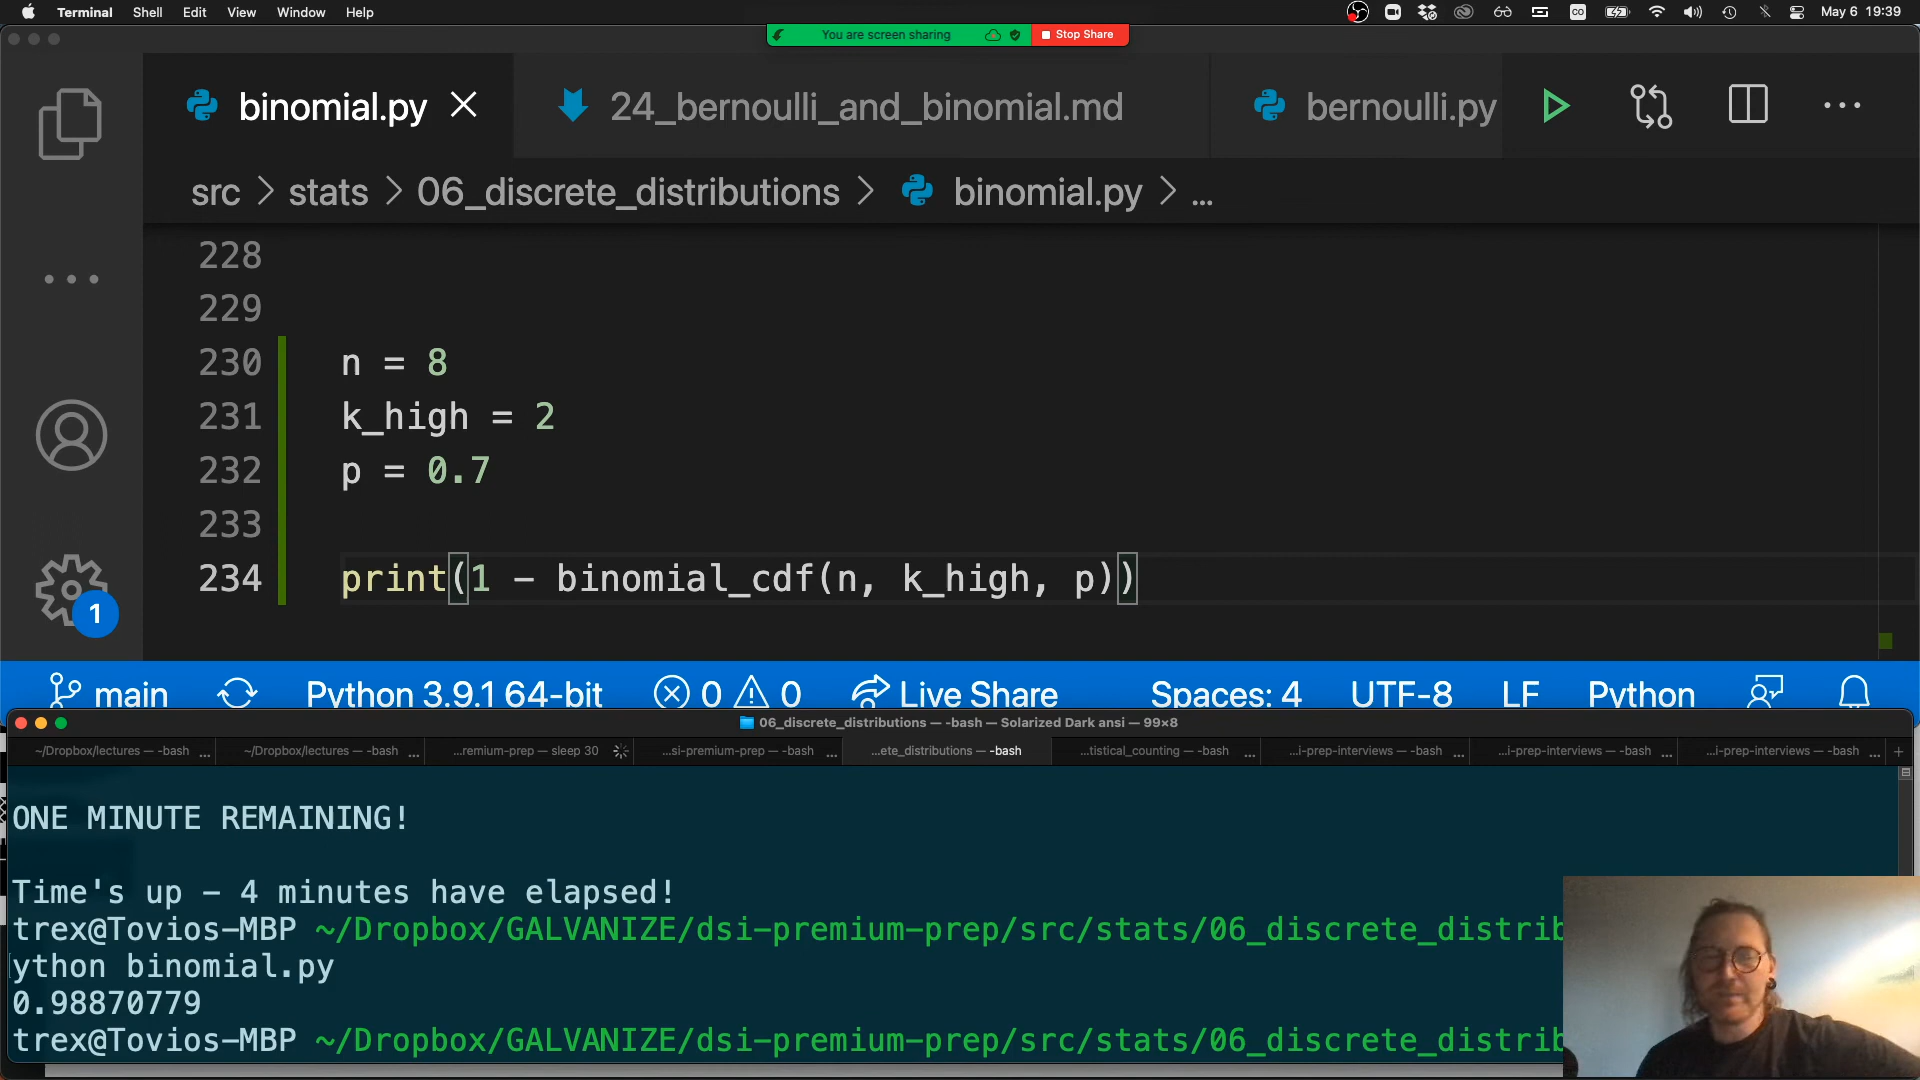 Terminal Shell Edit View Window Help May 6 19:39
You are screen sharing Stop Share
binomial.py 24_bernoulli_and_binomial.md bernoulli.py
src > stats > 06_discrete_distributions > binomial.py > ...
228
229
230 n = 8
231 k_high = 2
232 p = 0.7
233
234 print(1 - binomial_cdf(n, k_high, p))
1
main Python 3.9.1 64-bit 0 0 Live Share Spaces: 4 UTF-8 LF Python
06_discrete_distributions — -bash — Solarized Dark ansi — 99×8
~/Dropbox/lectures — -bash ... ~/Dropbox/lectures — -bash ... ...remium-prep — sleep 30 ...si-premium-prep — -bash ... ...ete_distributions — -bash ...tistical_counting — -bash ... ...i-prep-interviews — -bash ... ...i-prep-interviews — -bash ... ...i-prep-interviews — -bash ... +
ONE MINUTE REMAINING!
Time's up - 4 minutes have elapsed!
trex@Tovios-MBP ~/Dropbox/GALVANIZE/dsi-premium-prep/src/stats/06_discrete_distrib
ython binomial.py
0.98870779
trex@Tovios-MBP ~/Dropbox/GALVANIZE/dsi-premium-prep/src/stats/06_discrete_distrib